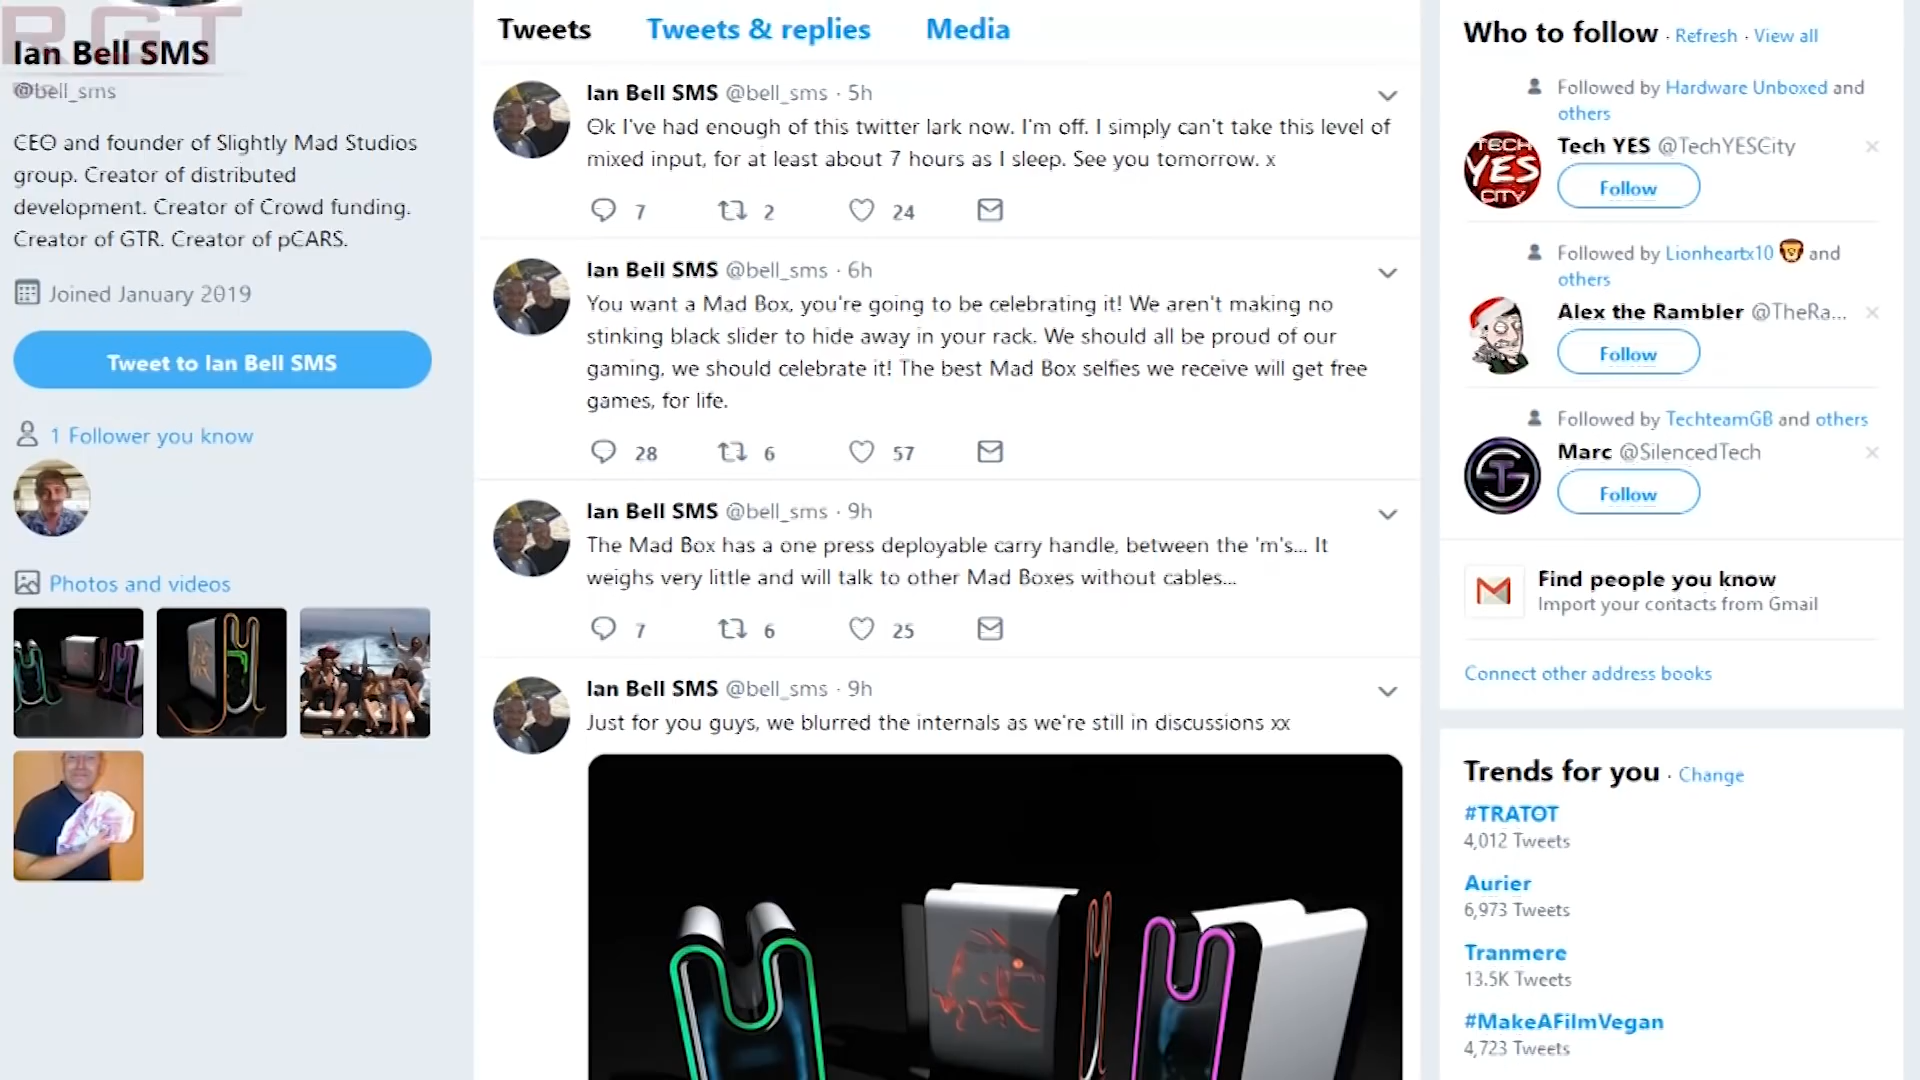 RGT
Ian Bell SMS
@bell_sms
CEO and founder of Slightly Mad Studios
group. Creator of distributed
development. Creator of Crowd funding.
Creator of GTR. Creator of pCARS.
Joined January 2019
Tweet to Ian Bell SMS
1 Follower you know
Photos and videos
Tweets Tweets & replies Media
Ian Bell SMS @bell_sms · 5h
Ok I've had enough of this twitter lark now. I'm off. I simply can't take this level of
mixed input, for at least about 7 hours as I sleep. See you tomorrow. x
7 2 24
Ian Bell SMS @bell_sms · 6h
You want a Mad Box, you're going to be celebrating it! We aren't making no
stinking black slider to hide away in your rack. We should all be proud of our
gaming, we should celebrate it! The best Mad Box selfies we receive will get free
games, for life.
28 6 57
Ian Bell SMS @bell_sms · 9h
The Mad Box has a one press deployable carry handle, between the 'm's... It
weighs very little and will talk to other Mad Boxes without cables...
7 6 25
Ian Bell SMS @bell_sms · 9h
Just for you guys, we blurred the internals as we're still in discussions xx
Who to follow · Refresh · View all
Followed by Hardware Unboxed and
others
TECH
YES
CITY
Tech YES @TechYESCity
Follow
Followed by Lionheartx10 🦁 and
others
Alex the Rambler @TheRa...
Follow
Followed by TechteamGB and others
Marc @SilencedTech
Follow
Find people you know
Import your contacts from Gmail
Connect other address books
Trends for you · Change
#TRATOT
4,012 Tweets
Aurier
6,973 Tweets
Tranmere
13.5K Tweets
#MakeAFilmVegan
4,723 Tweets